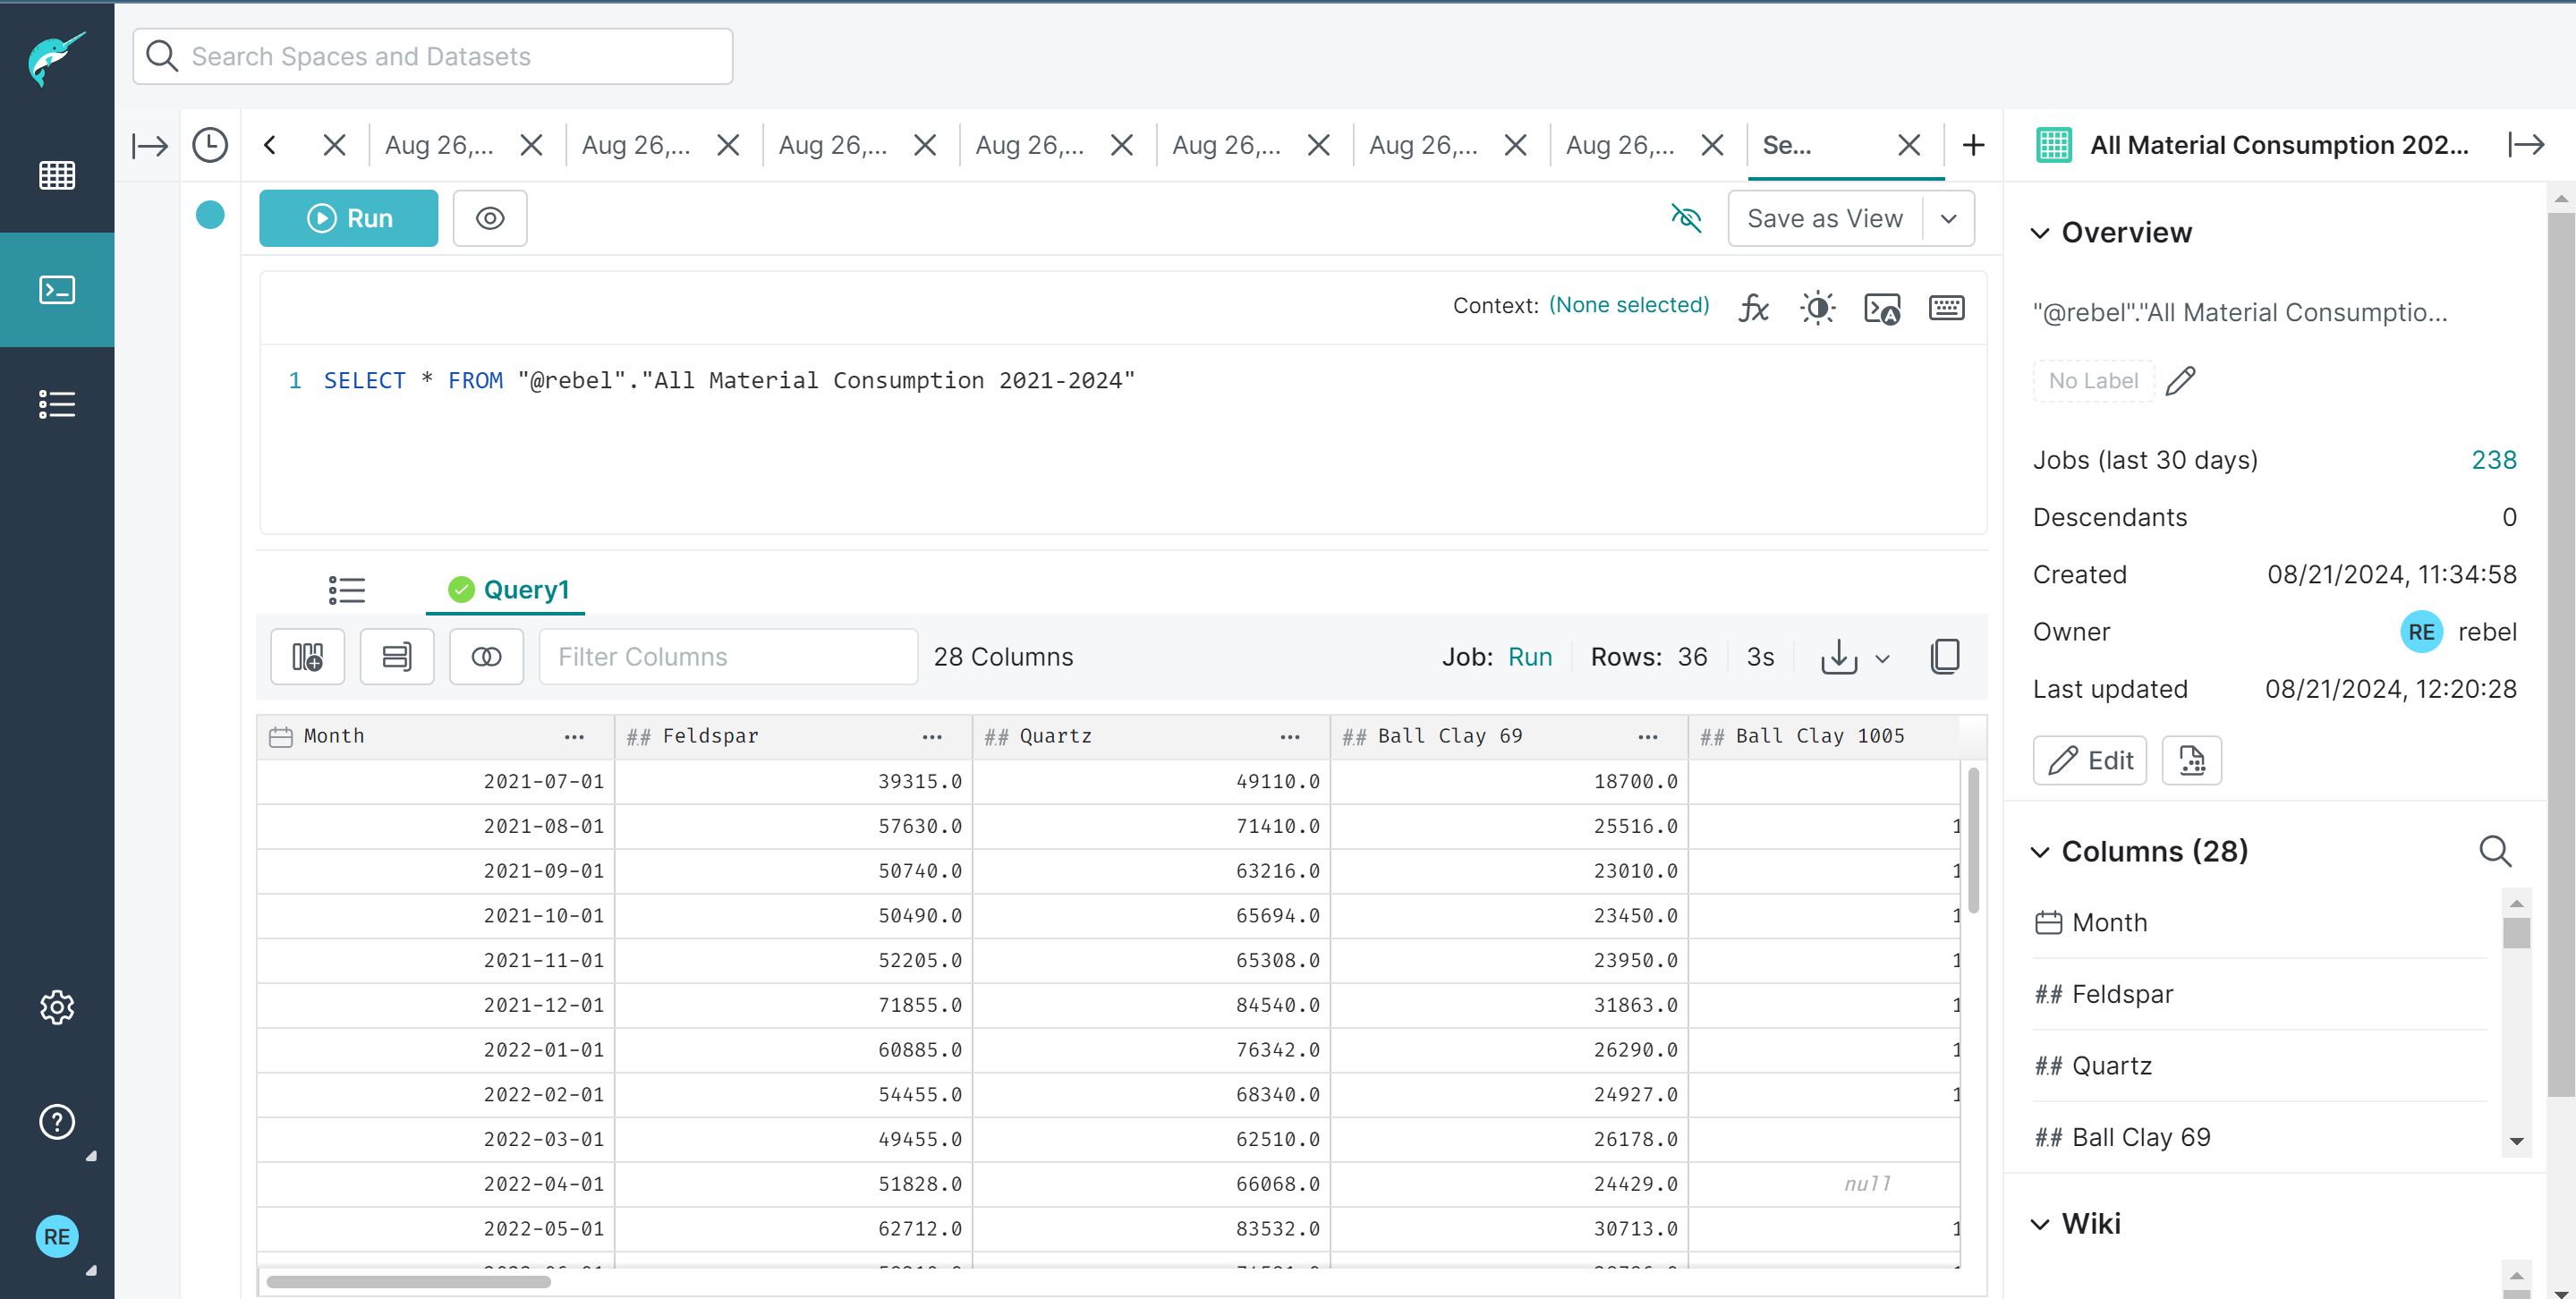 Search Spaces and Datasets
Aug 26,... Aug 26,... Aug 26,... Aug 26,... Aug 26,... Aug 26,... Aug 26,... Se...
Run
Save as View
Context: (None selected)
1 SELECT * FROM "@rebel"."All Material Consumption 2021-2024"
Query1
Filter Columns 28 Columns Job: Run Rows: 36 3s
Month ## Feldspar ## Quartz ## Ball Clay 69 ## Ball Clay 1005
2021-07-01 39315.0 49110.0 18700.0
2021-08-01 57630.0 71410.0 25516.0 1
2021-09-01 50740.0 63216.0 23010.0 1
2021-10-01 50490.0 65694.0 23450.0 1
2021-11-01 52205.0 65308.0 23950.0 1
2021-12-01 71855.0 84540.0 31863.0 1
2022-01-01 60885.0 76342.0 26290.0 1
2022-02-01 54455.0 68340.0 24927.0 1
2022-03-01 49455.0 62510.0 26178.0
2022-04-01 51828.0 66068.0 24429.0 null
2022-05-01 62712.0 83532.0 30713.0 1
RE
All Material Consumption 202...
Overview
"@rebel"."All Material Consumptio...
No Label
Jobs (last 30 days) 238
Descendants 0
Created 08/21/2024, 11:34:58
Owner RE rebel
Last updated 08/21/2024, 12:20:28
Edit
Columns (28)
Month
## Feldspar
## Quartz
## Ball Clay 69
Wiki